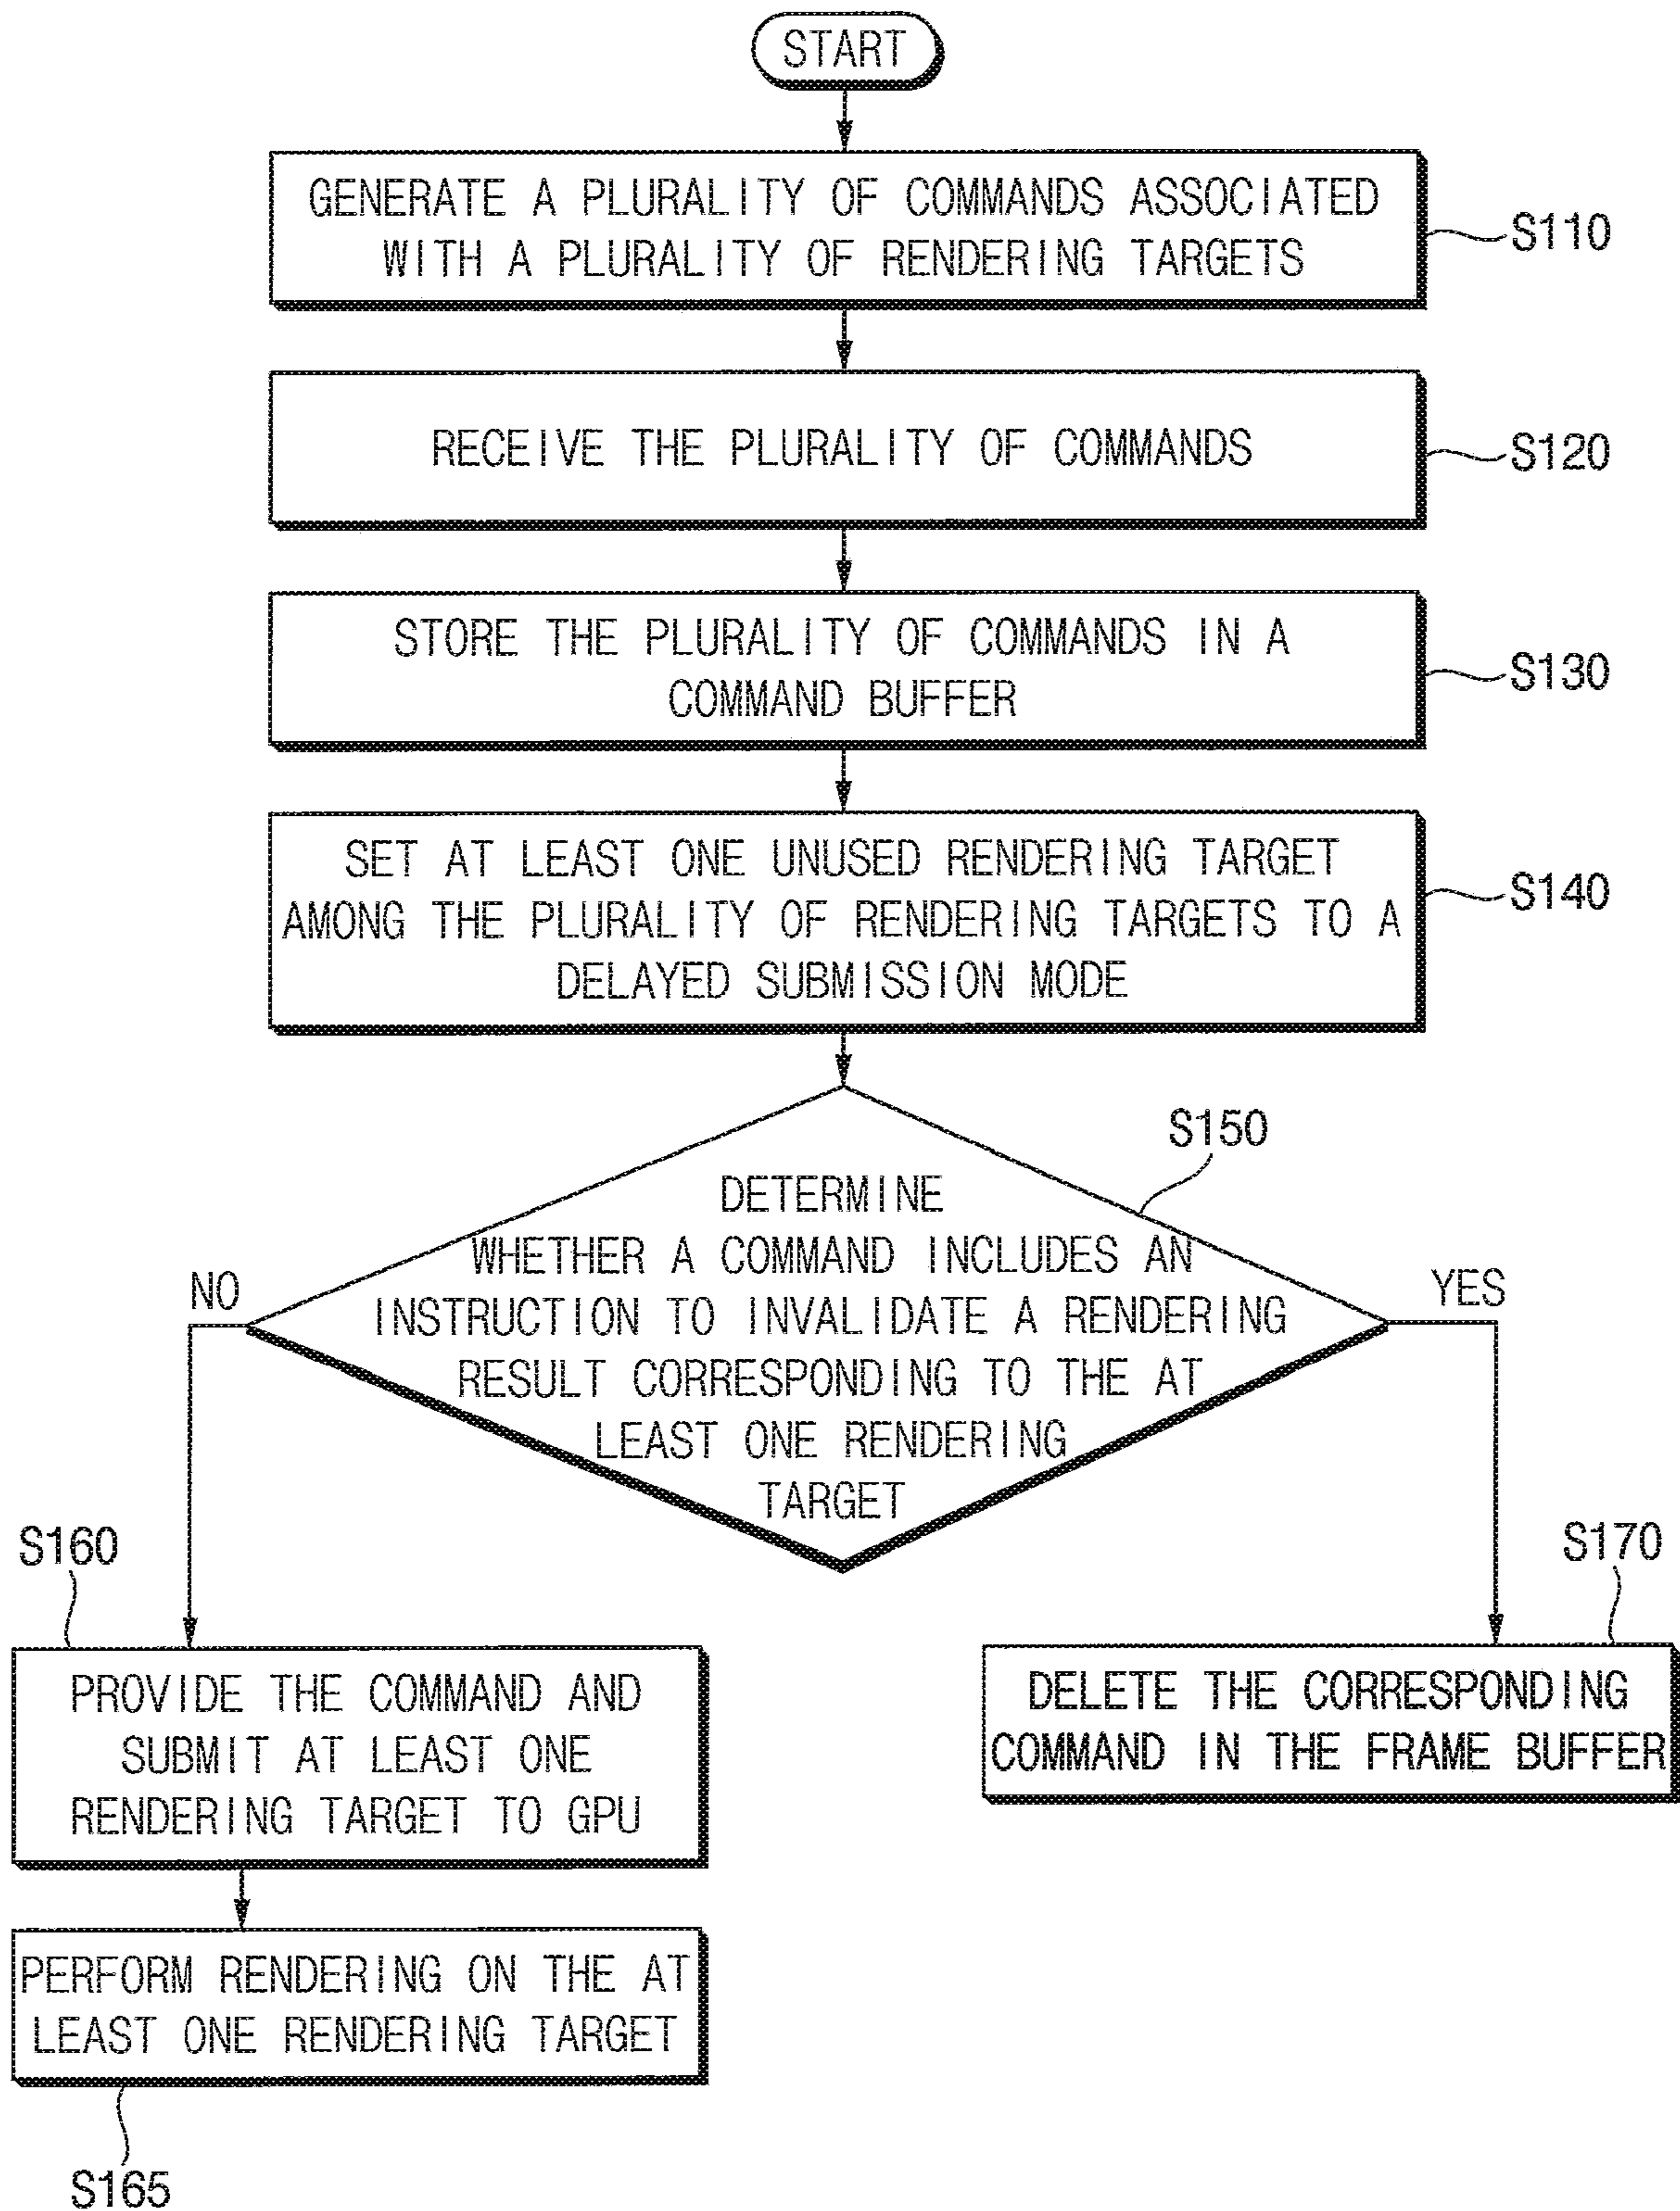 START
GENERATE A PLURALITY OF COMMANDS ASSOCIATED
WITH A PLURALITY OF RENDERING TARGETS
S110
RECEIVE THE PLURALITY OF COMMANDS
S120
STORE THE PLURALITY OF COMMANDS IN A
COMMAND BUFFER
S130
SET AT LEAST ONE UNUSED RENDERING TARGET
AMONG THE PLURALITY OF RENDERING TARGETS TO A
DELAYED SUBMISSION MODE
S140
S150
DETERMINE
WHETHER A COMMAND INCLUDES AN
INSTRUCTION TO INVALIDATE A RENDERING
RESULT CORRESPONDING TO THE AT
LEAST ONE RENDERING
TARGET
NO
YES
S160
PROVIDE THE COMMAND AND
SUBMIT AT LEAST ONE
RENDERING TARGET TO GPU
S170
DELETE THE CORRESPONDING
COMMAND IN THE FRAME BUFFER
PERFORM RENDERING ON THE AT
LEAST ONE RENDERING TARGET
S165